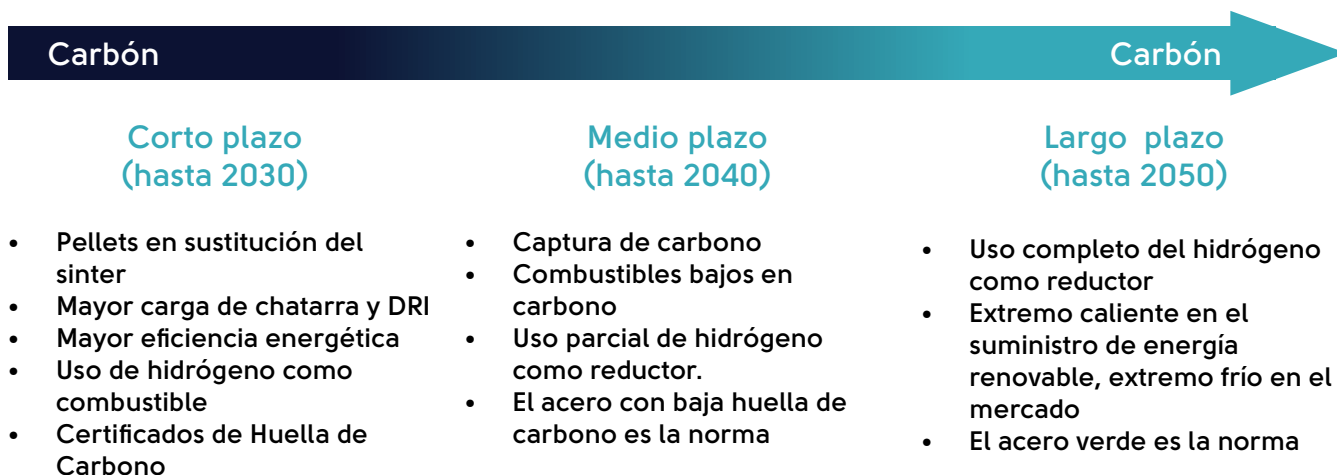 Carbón
Carbón
Corto plazo
(hasta 2030)
• Pellets en sustitución del
sinter
• Mayor carga de chatarra y DRI
• Mayor eficiencia energética
• Uso de hidrógeno como
combustible
• Certificados de Huella de
Carbono
Medio plazo
(hasta 2040)
• Captura de carbono
• Combustibles bajos en
carbono
• Uso parcial de hidrógeno
como reductor.
• El acero con baja huella de
carbono es la norma
Largo plazo
(hasta 2050)
• Uso completo del hidrógeno
como reductor
• Extremo caliente en el
suministro de energía
renovable, extremo frío en el
mercado
• El acero verde es la norma